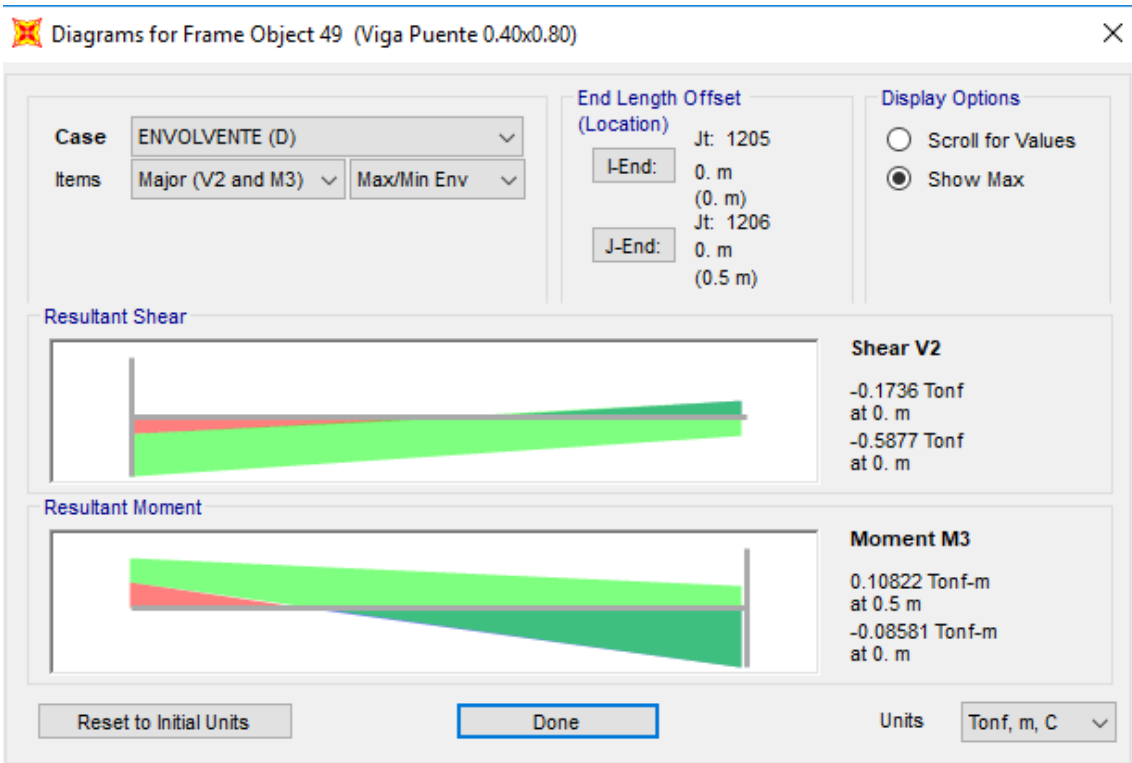 Diagrams for Frame Object 49 (Viga Puente 0.40x0.80)
Case
ENVOLVENTE (D)
Items
Major (V2 and M3)
Max/Min Env
End Length Offset
(Location)
I-End:
Jt: 1205
0. m
(0. m)
J-End:
Jt: 1206
0. m
(0.5 m)
Display Options
Scroll for Values
Show Max
Resultant Shear
Shear V2
-0.1736 Tonf
at 0. m
-0.5877 Tonf
at 0. m
Resultant Moment
Moment M3
0.10822 Tonf-m
at 0.5 m
-0.08581 Tonf-m
at 0. m
Reset to Initial Units
Done
Units
Tonf, m, C